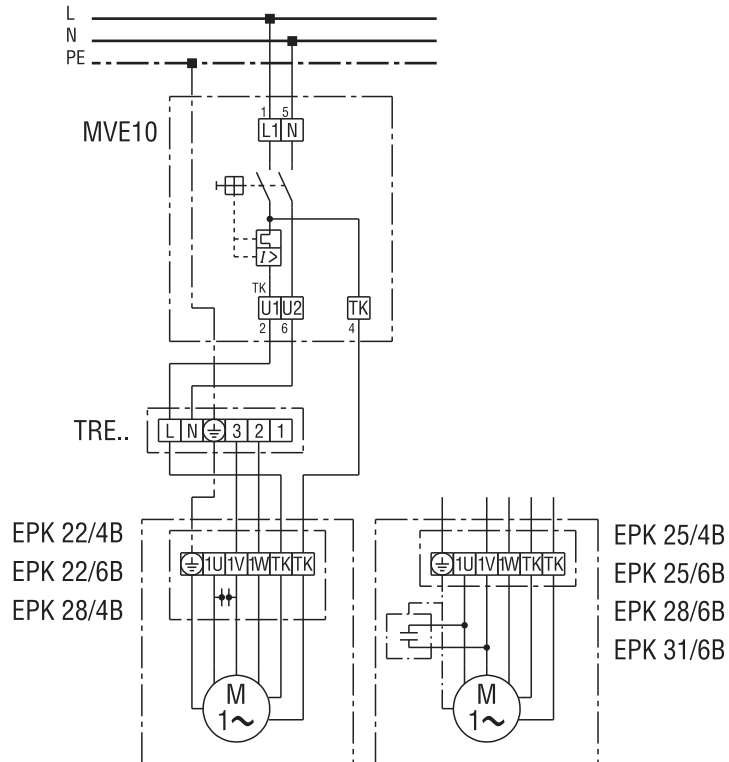 L
N
PE
MVE10
1 5
L1 N
I>
TK
U1 U2 TK
2 6 4
TRE..
L N 3 2 1
EPK 22/4B
EPK 22/6B
EPK 28/4B
1U 1V 1W TK TK
M
1~
1U 1V 1W TK TK
M
1~
EPK 25/4B
EPK 25/6B
EPK 28/6B
EPK 31/6B